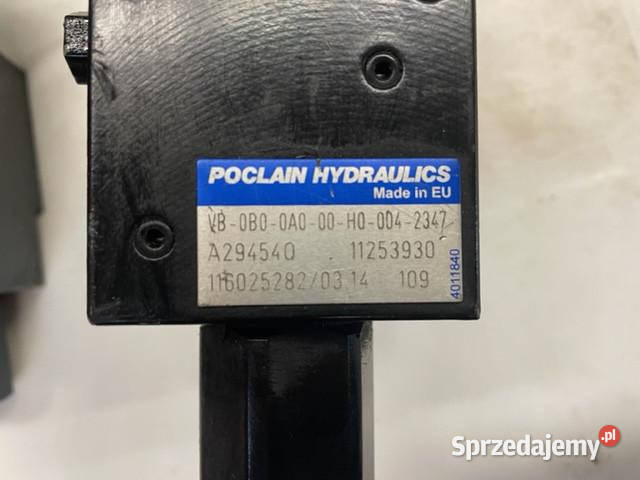 POCLAIN HYDRAULICS
Made in EU
VB-0B0-0A0-00-H0-004-2347
A294540 11253930
116025282/03.14 109
4011840
Sprzedajemy.pl